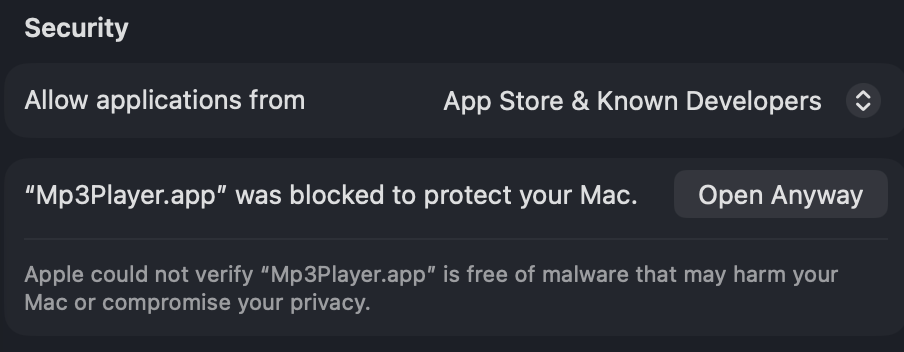 Security
Allow applications from App Store & Known Developers
“Mp3Player.app” was blocked to protect your Mac. Open Anyway
Apple could not verify “Mp3Player.app” is free of malware that may harm your
Mac or compromise your privacy.